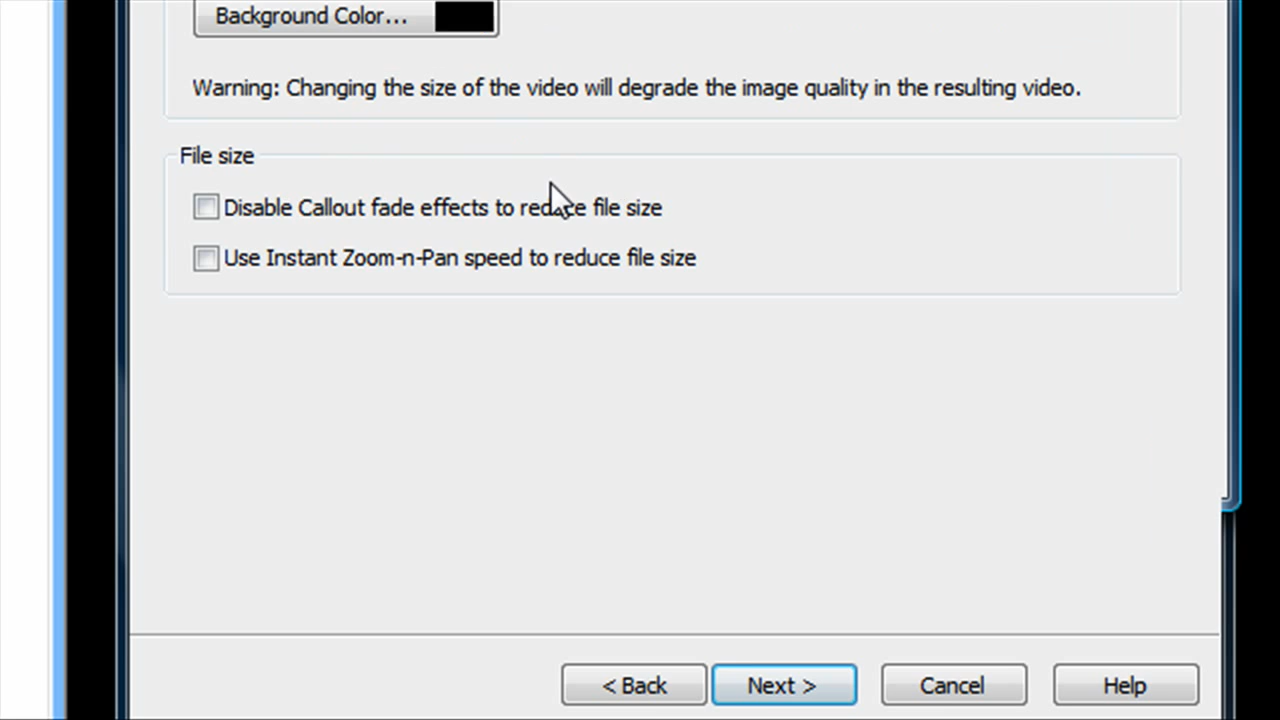 Background Color...
Warning: Changing the size of the video will degrade the image quality in the resulting video.
File size
Disable Callout fade effects to reduce file size
Use Instant Zoom-n-Pan speed to reduce file size
< Back
Next >
Cancel
Help